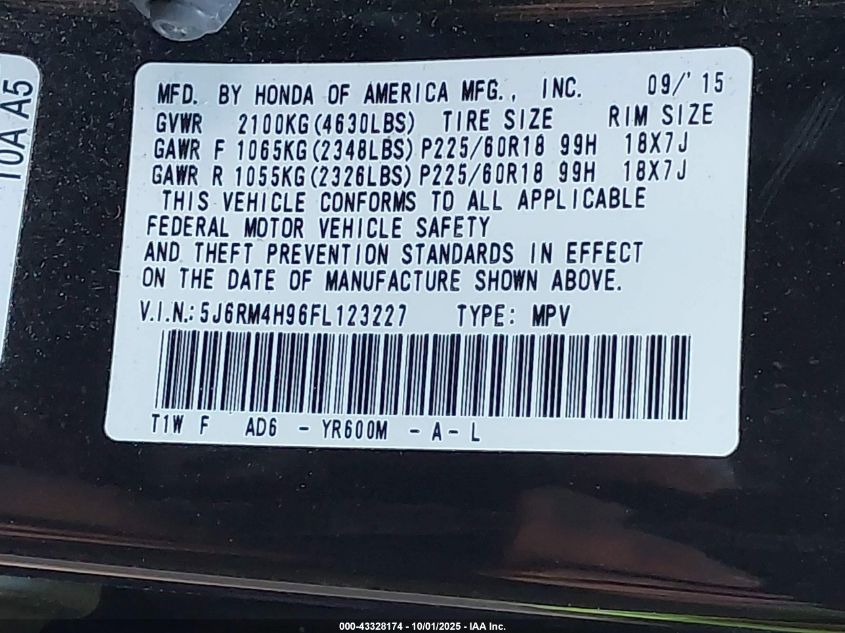 10A A5
MFD. BY HONDA OF AMERICA MFG., INC. 09/'15
GVWR 2100KG(4630LBS) TIRE SIZE RIM SIZE
GAWR F 1065KG(2348LBS) P225/60R18 99H 18X7J
GAWR R 1055KG(2326LBS) P225/60R18 99H 18X7J
THIS VEHICLE CONFORMS TO ALL APPLICABLE
FEDERAL MOTOR VEHICLE SAFETY
AND THEFT PREVENTION STANDARDS IN EFFECT
ON THE DATE OF MANUFACTURE SHOWN ABOVE.
V.I.N.: 5J6RM4H96FL123227 TYPE: MPV
T1W F AD6 - YR600M - A - L
000-43328174 - 10/01/2025 - IAA Inc.